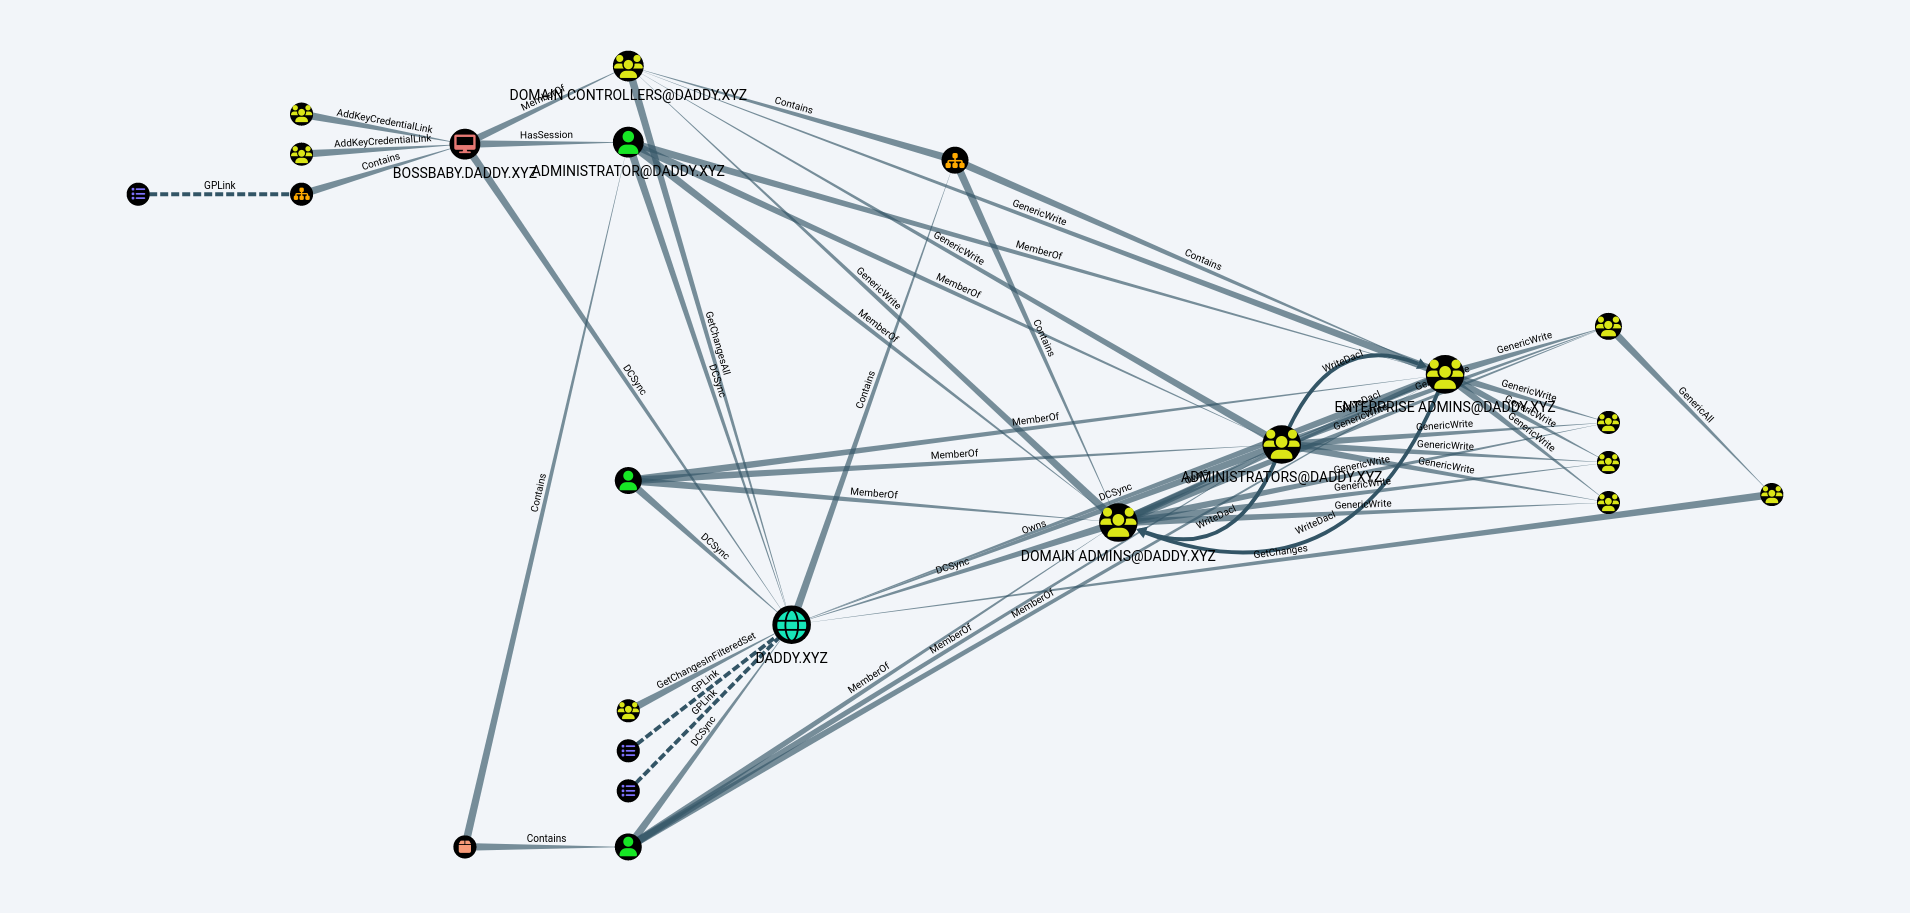 DOMAIN CONTROLLERS@DADDY.XYZ
MemberOf
Contains
AddKeyCredentialLink
HasSession
AddKeyCredentialLink
Contains
BOSSBABY.DADDY.XYZ
ADMINISTRATOR@DADDY.XYZ
GPLink
GenericWrite
GenericWrite
MemberOf
Contains
GenericWrite
MemberOf
MemberOf
GetChangesAll
DCSync
DCSync
Contains
Contains
WriteDacl
GenericWrite
GenericWrite
ENTERPRISE ADMINS@DADDY.XYZ
GenericWrite
GenericWrite
GenericAll
MemberOf
GenericWrite
GenericWrite
MemberOf
GenericWrite
GenericWrite
GenericWrite
ADMINISTRATORS@DADDY.XYZ
GenericWrite
Contains
MemberOf
DCSync
GenericWrite
WriteDacl
WriteDacl
Owns
DCSync
DOMAIN ADMINS@DADDY.XYZ
GetChanges
DCSync
MemberOf
MemberOf
MemberOf
DADDY.XYZ
GetChangesInFilteredSet
GPLink
GPLink
DCSync
Contains